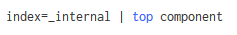 index=_internal | top component